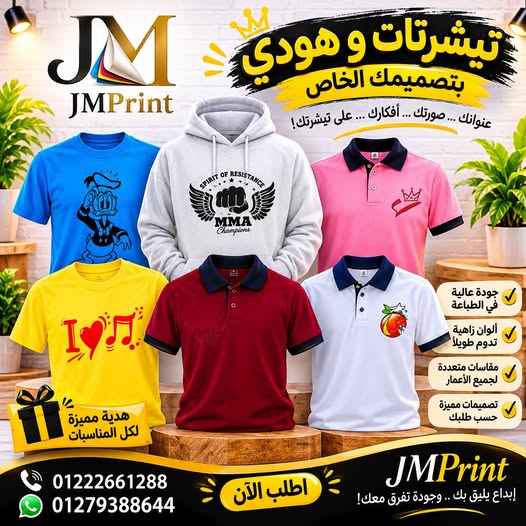 JM
JMPrint
تيشرتات و هودي
بتصميمك الخاص
عنوانك ... صورتك ... أفكارك ... على تيشرتك!
SPIRIT OF RESISTANCE
MMA
Champions
I ♥
جودة عالية
في الطباعة
ألوان زاهية
تدوم طويلاً
مقاسات متعددة
لجميع الأعمار
تصميمات مميزة
حسب طلبك
هدية مميزة
لكل المناسبات
01222661288
01279388644
اطلب الآن
JMPrint
إبداع يليق بك .. وجودة تفرق معك!